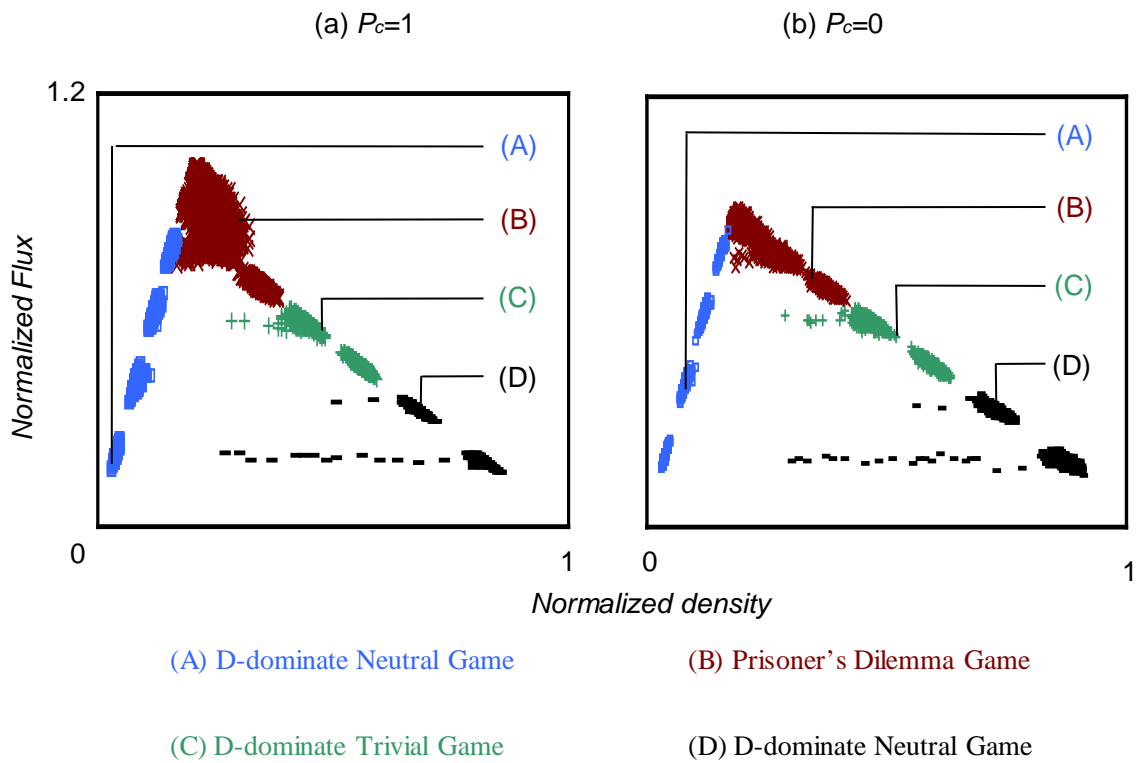 (a) Pc=1
(b) Pc=0
1.2
(A)
(B)
(C)
(D)
(A)
(B)
(C)
(D)
Normalized Flux
0
1
0
1
Normalized density
(A) D-dominate Neutral Game
(B) Prisoner’s Dilemma Game
(C) D-dominate Trivial Game
(D) D-dominate Neutral Game